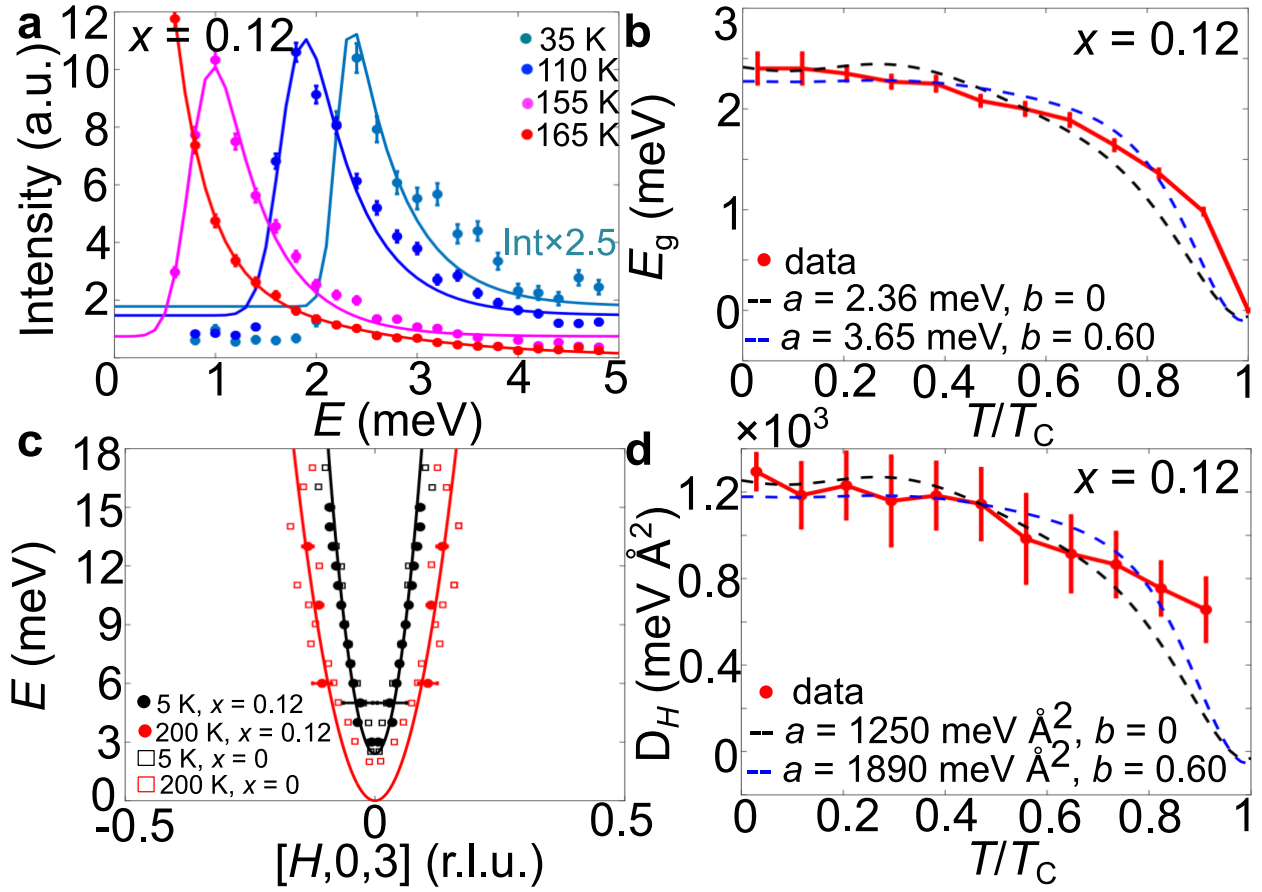 a
x = 0.12
35 K
110 K
155 K
165 K
Int×2.5
12
10
8
6
4
2
0 1 2 3 4 5
Intensity (a.u.)
E (meV)
b
x = 0.12
3
2
1
0
0 0.2 0.4 0.6 0.8 1
E_g (meV)
data
a = 2.36 meV, b = 0
a = 3.65 meV, b = 0.60
T/T_C
c
18
15
12
9
6
3
0
-0.5 0 0.5
E (meV)
5 K, x = 0.12
200 K, x = 0.12
5 K, x = 0
200 K, x = 0
[H,0,3] (r.l.u.)
d
×10³
x = 0.12
1.2
0.8
0.4
0
0 0.2 0.4 0.6 0.8 1
D_H (meV Å²)
data
a = 1250 meV Å², b = 0
a = 1890 meV Å², b = 0.60
T/T_C